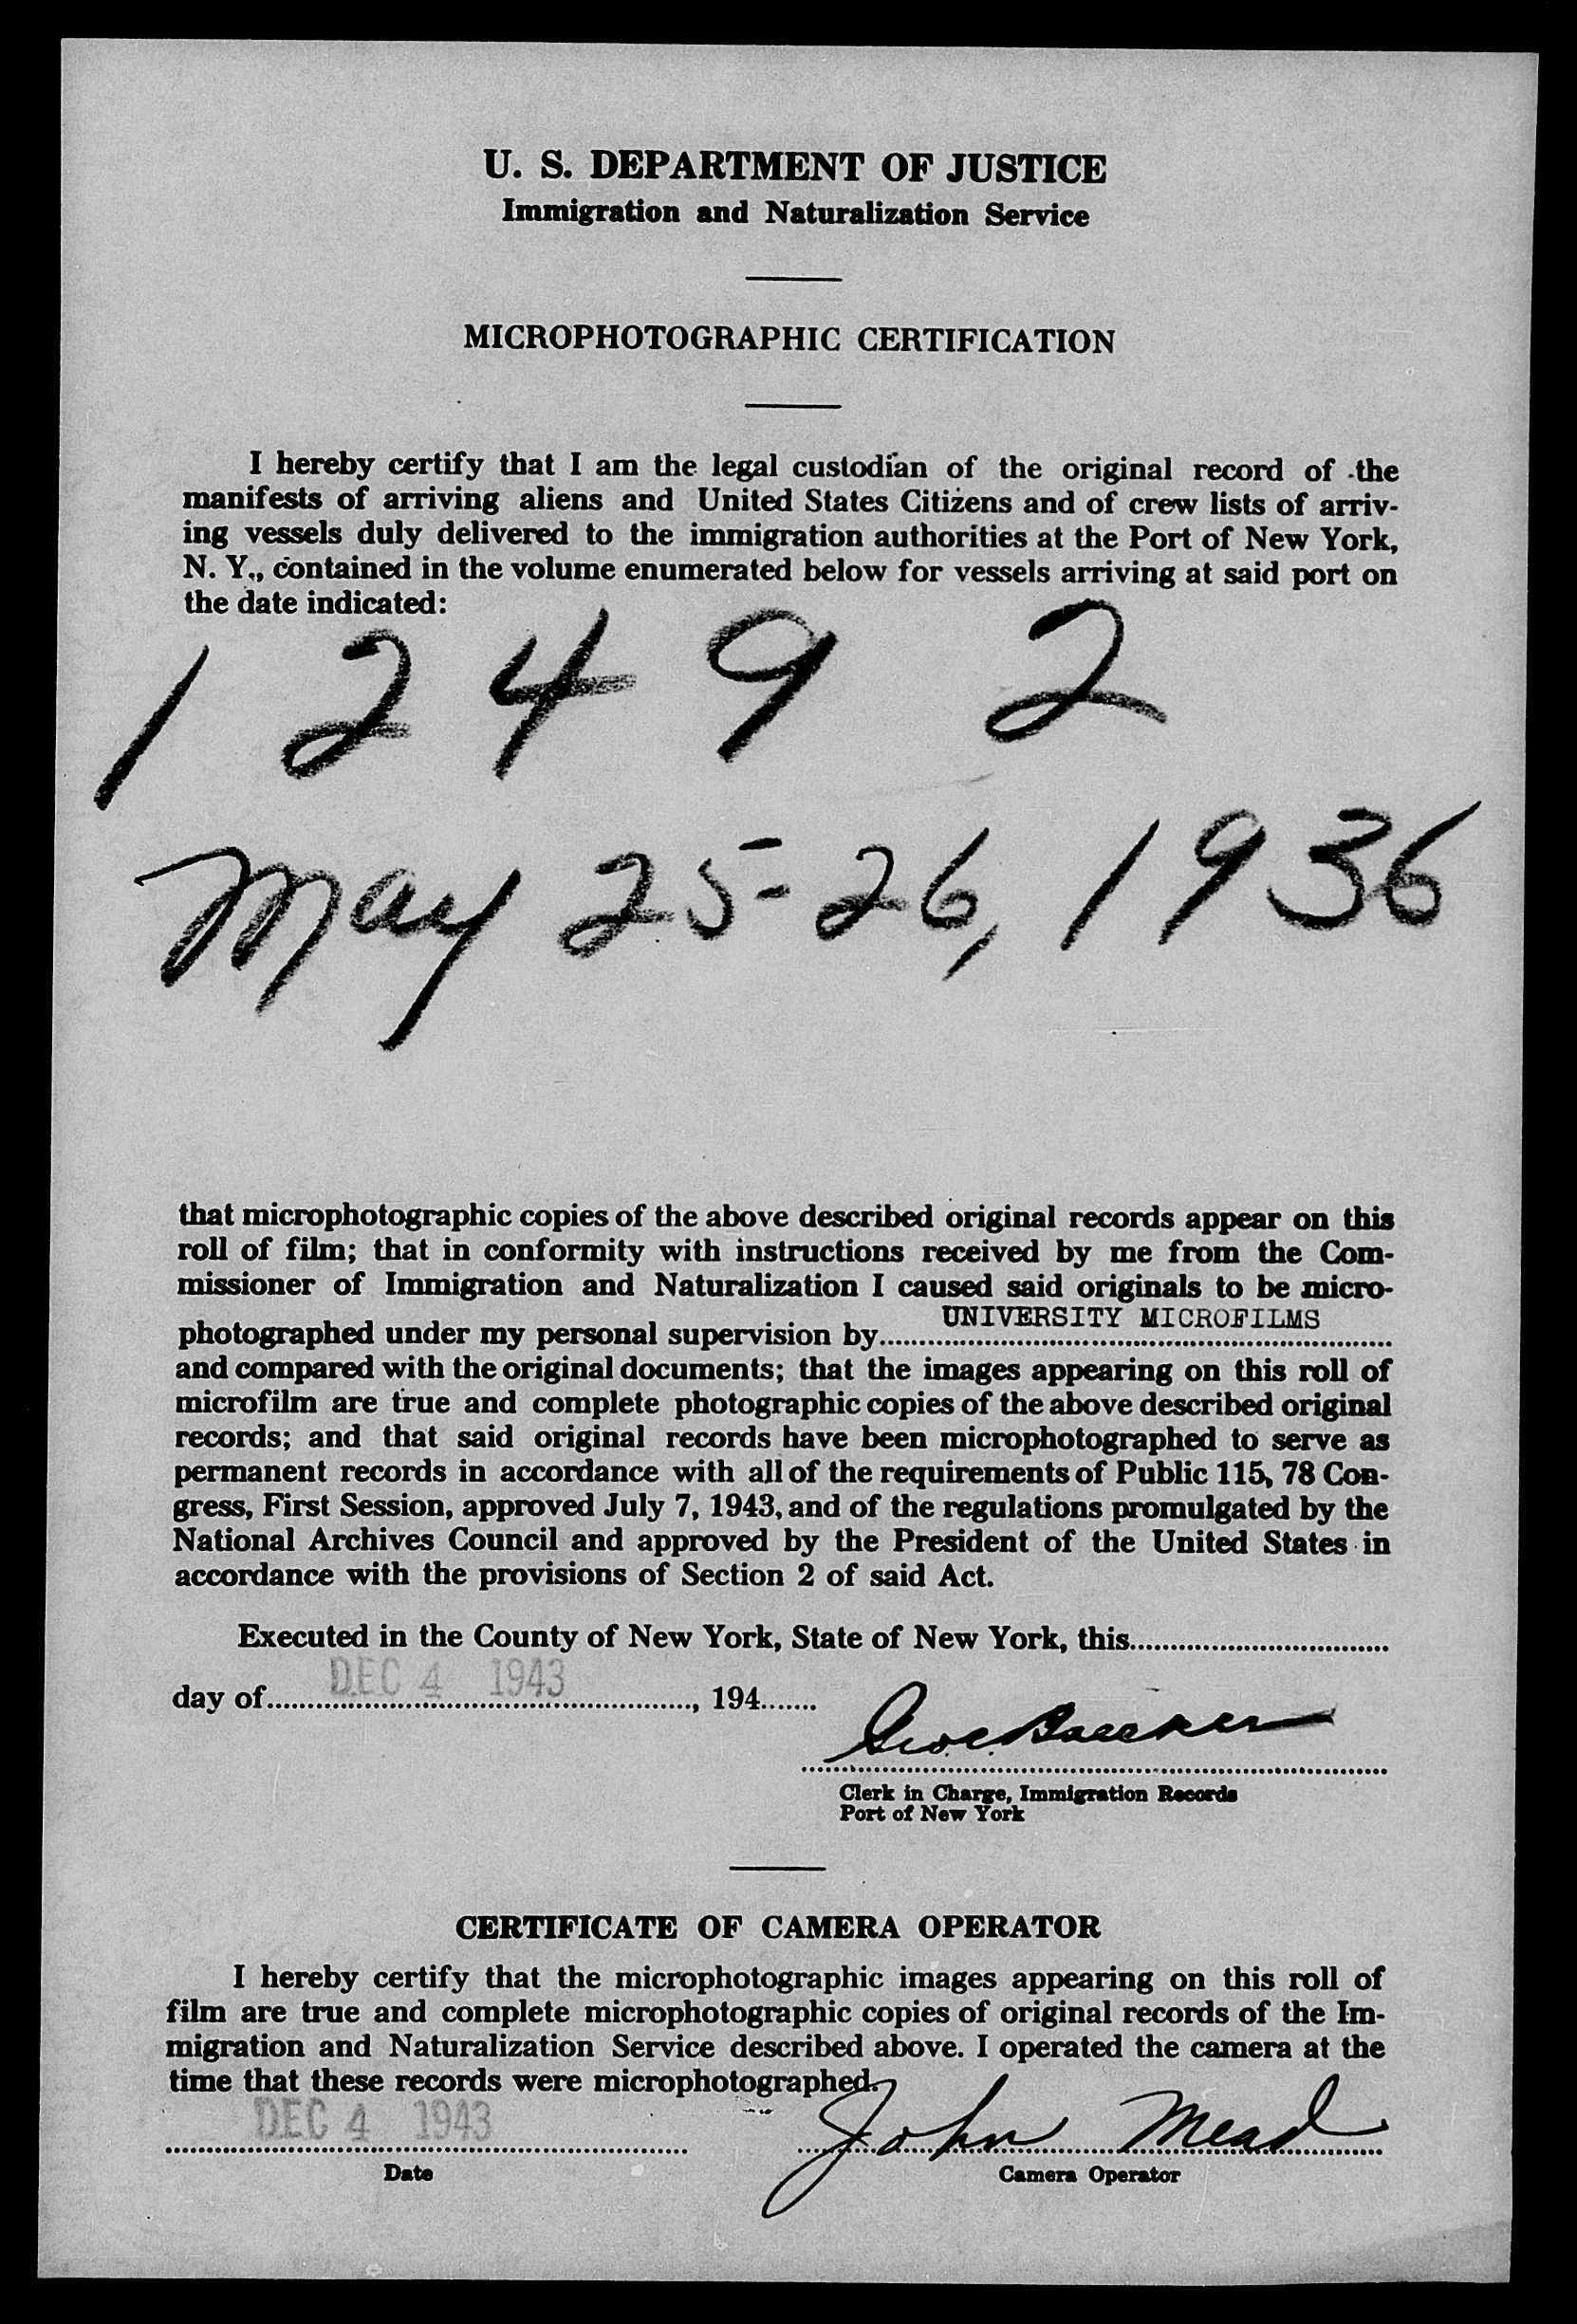 U. S. DEPARTMENT OF JUSTICE
Immigration and Naturalization Service
MICROPHOTOGRAPHIC CERTIFICATION
I hereby certify that I am the legal custodian of the original record of the
manifests of arriving aliens and United States Citizens and of crew lists of arriv-
ing vessels duly delivered to the immigration authorities at the Port of New York,
N. Y., contained in the volume enumerated below for vessels arriving at said port on
the date indicated:
12492
May 25-26, 1936
that microphotographic copies of the above described original records appear on this
roll of film; that in conformity with instructions received by me from the Com-
missioner of Immigration and Naturalization I caused said originals to be micro-
photographed under my personal supervision by UNIVERSITY MICROFILMS
and compared with the original documents; that the images appearing on this roll of
microfilm are true and complete photographic copies of the above described original
records; and that said original records have been microphotographed to serve as
permanent records in accordance with all of the requirements of Public 115, 78 Con-
gress, First Session, approved July 7, 1943, and of the regulations promulgated by the
National Archives Council and approved by the President of the United States in
accordance with the provisions of Section 2 of said Act.
Executed in the County of New York, State of New York, this
day of DEC 4 1943, 194
Clerk in Charge, Immigration Records
Port of New York
CERTIFICATE OF CAMERA OPERATOR
I hereby certify that the microphotographic images appearing on this roll of
film are true and complete microphotographic copies of original records of the Im-
migration and Naturalization Service described above. I operated the camera at the
time that these records were microphotographed.
DEC 4 1943 John Mead
Date Camera Operator